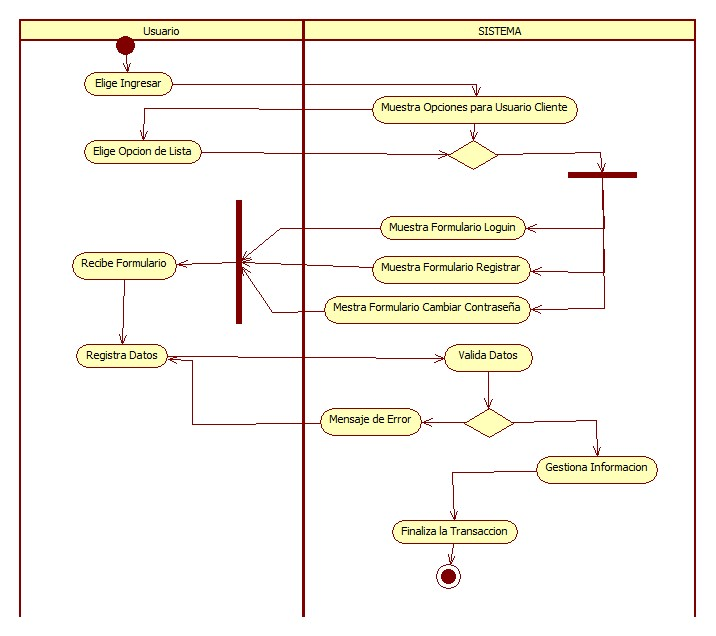 Usuario
SISTEMA
Elige Ingresar
Muestra Opciones para Usuario Cliente
Elige Opcion de Lista
Muestra Formulario Loguin
Recibe Formulario
Muestra Formulario Registrar
Mestra Formulario Cambiar Contraseña
Registra Datos
Valida Datos
Mensaje de Error
Gestiona Informacion
Finaliza la Transaccion